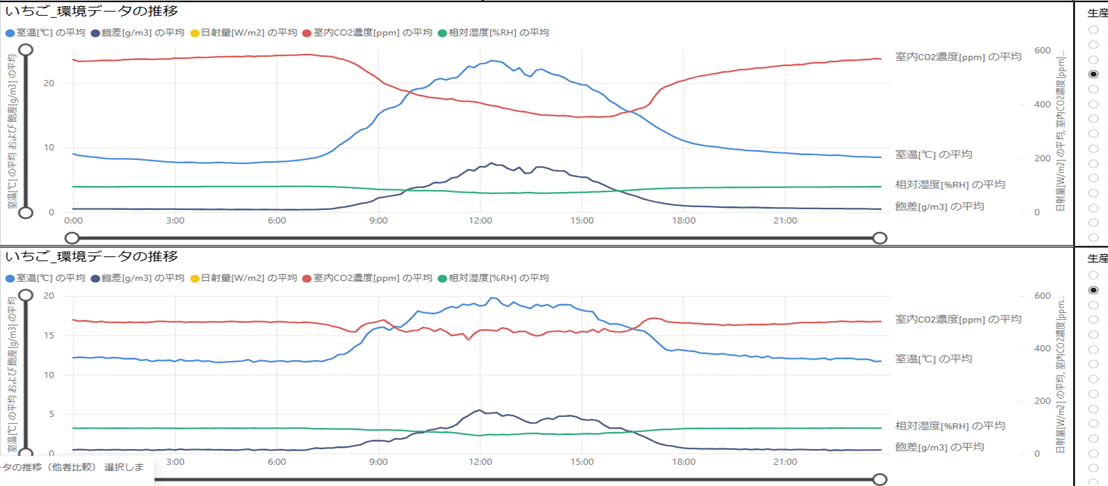 いちご_環境データの推移
生産
室温[℃] の平均 飽差[g/m3] の平均 日射量[W/m2] の平均 室内CO2濃度[ppm] の平均 相対湿度[%RH] の平均
室温[℃] の平均 および 飽差[g/m3] の平均
20
10
0
600
400
200
0
日射量[W/m2] の平均, 室内CO2濃度[ppm]...
室内CO2濃度[ppm] の平均
室温[℃] の平均
相対湿度[%RH] の平均
飽差[g/m3] の平均
0:00 3:00 6:00 9:00 12:00 15:00 18:00 21:00
いちご_環境データの推移
生産
室温[℃] の平均 飽差[g/m3] の平均 日射量[W/m2] の平均 室内CO2濃度[ppm] の平均 相対湿度[%RH] の平均
室温[℃] の平均 および 飽差[g/m3] の平均
20
15
10
5
0
600
400
200
0
日射量[W/m2] の平均, 室内CO2濃度[ppm]...
室内CO2濃度[ppm] の平均
室温[℃] の平均
相対湿度[%RH] の平均
飽差[g/m3] の平均
3:00 6:00 9:00 12:00 15:00 18:00 21:00
タの推移（他者比較） 選択しま